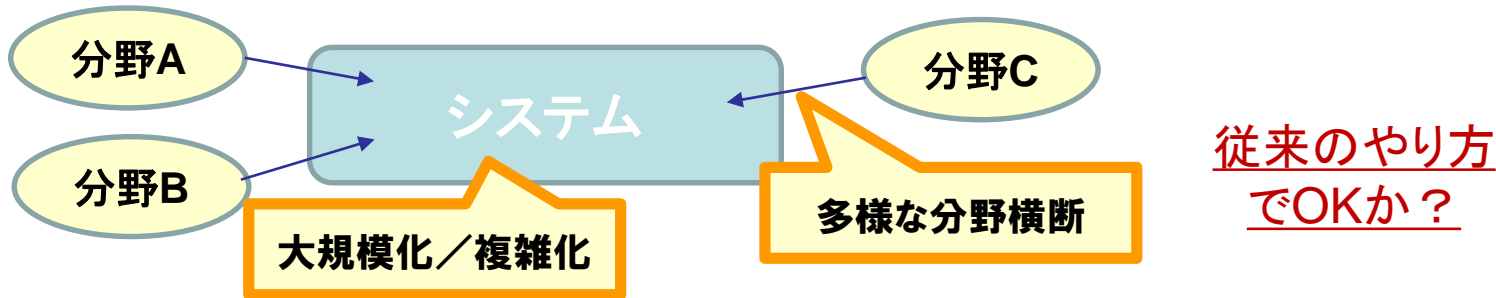 分野A
システム
分野C
分野B
大規模化／複雑化
多様な分野横断
従来のやり方
でOKか？